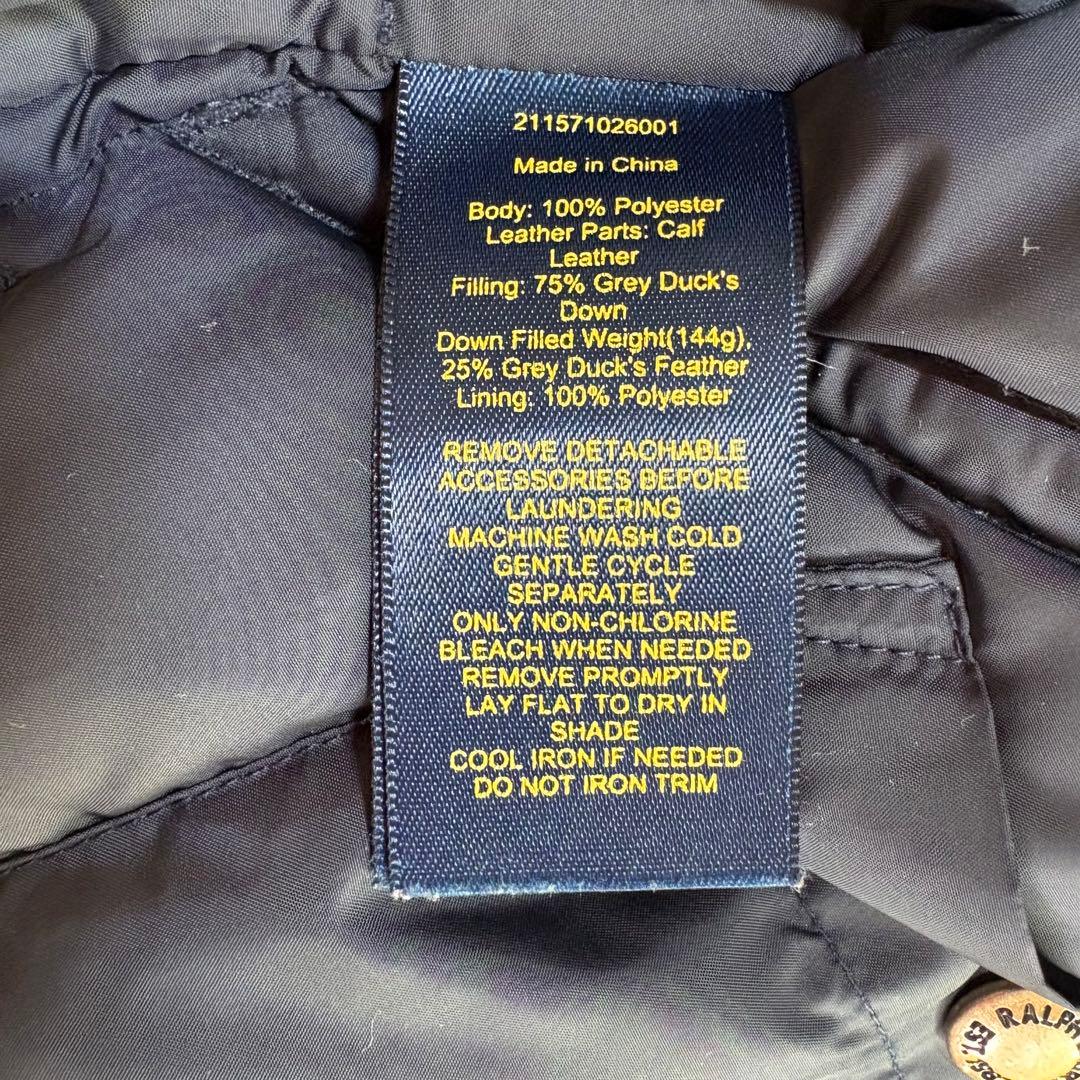 211571026001
Made in China
Body: 100% Polyester
Leather Parts: Calf
Leather
Filling: 75% Grey Duck's
Down
Down Filled Weight(144g),
25% Grey Duck's Feather
Lining: 100% Polyester
REMOVE DETACHABLE
ACCESSORIES BEFORE
LAUNDERING
MACHINE WASH COLD
GENTLE CYCLE
SEPARATELY
ONLY NON-CHLORINE
BLEACH WHEN NEEDED
REMOVE PROMPTLY
LAY FLAT TO DRY IN
SHADE
COOL IRON IF NEEDED
DO NOT IRON TRIM
EST. RALPH